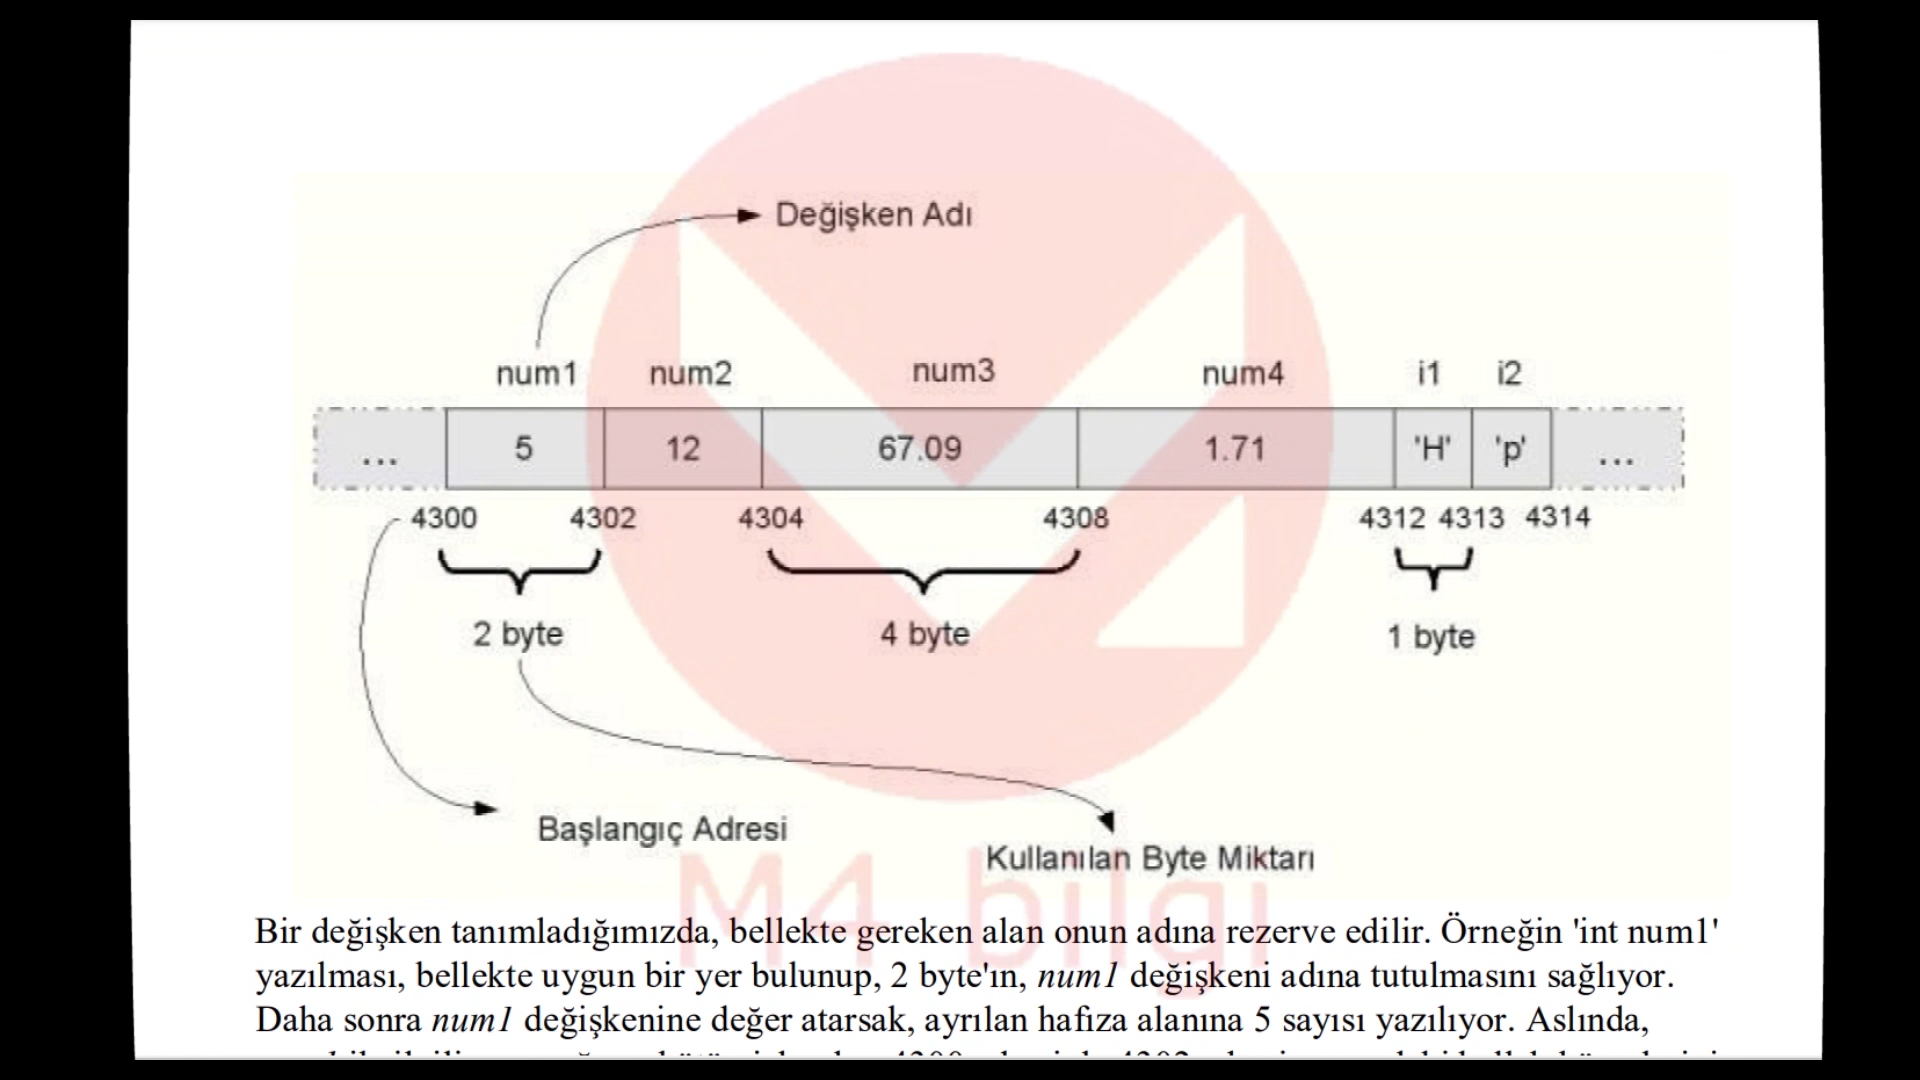 Değişken Adı
num1 num2 num3 num4 i1 i2
... 5 12 67.09 1.71 'H' 'p' ...
4300 4302 4304 4308 4312 4313 4314
2 byte 4 byte 1 byte
Başlangıç Adresi
Kullanılan Byte Miktarı
M4 bilgi
Bir değişken tanımladığımızda, bellekte gereken alan onun adına rezerve edilir. Örneğin 'int num1'
yazılması, bellekte uygun bir yer bulunup, 2 byte'ın, num1 değişkeni adına tutulmasını sağlıyor.
Daha sonra num1 değişkenine değer atarsak, ayrılan hafıza alanına 5 sayısı yazılıyor. Aslında,